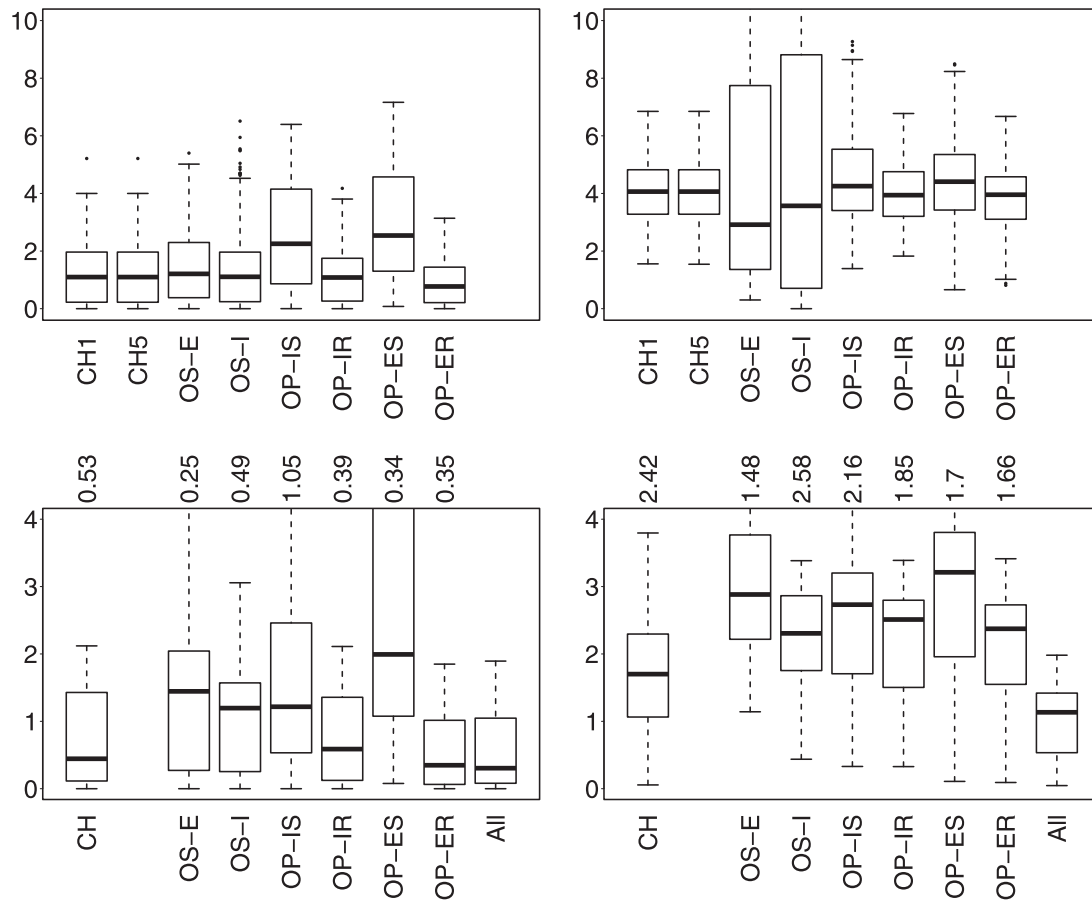 10
8
6
4
2
0
CH1
CH5
OS−E
OS−I
OP−IS
OP−IR
OP−ES
OP−ER
10
8
6
4
2
0
CH1
CH5
OS−E
OS−I
OP−IS
OP−IR
OP−ES
OP−ER
0.53
0.25
0.49
1.05
0.39
0.34
0.35
4
3
2
1
0
CH
OS−E
OS−I
OP−IS
OP−IR
OP−ES
OP−ER
All
2.42
1.48
2.58
2.16
1.85
1.7
1.66
4
3
2
1
0
CH
OS−E
OS−I
OP−IS
OP−IR
OP−ES
OP−ER
All